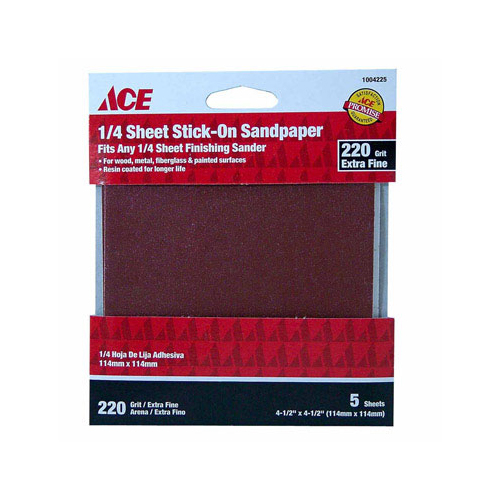 1004225
ACE
SATISFACTION
ACE
PROMISE
GUARANTEED
1/4 Sheet Stick-On Sandpaper
Fits Any 1/4 Sheet Finishing Sander
• For wood, metal, fiberglass & painted surfaces
• Resin coated for longer life
220 Grit
Extra Fine
1/4 Hoja De Lija Adhesiva
114mm x 114mm
220 Grit / Extra Fine
Arena / Extra Fino
5 Sheets
4-1/2" x 4-1/2" (114mm x 114mm)